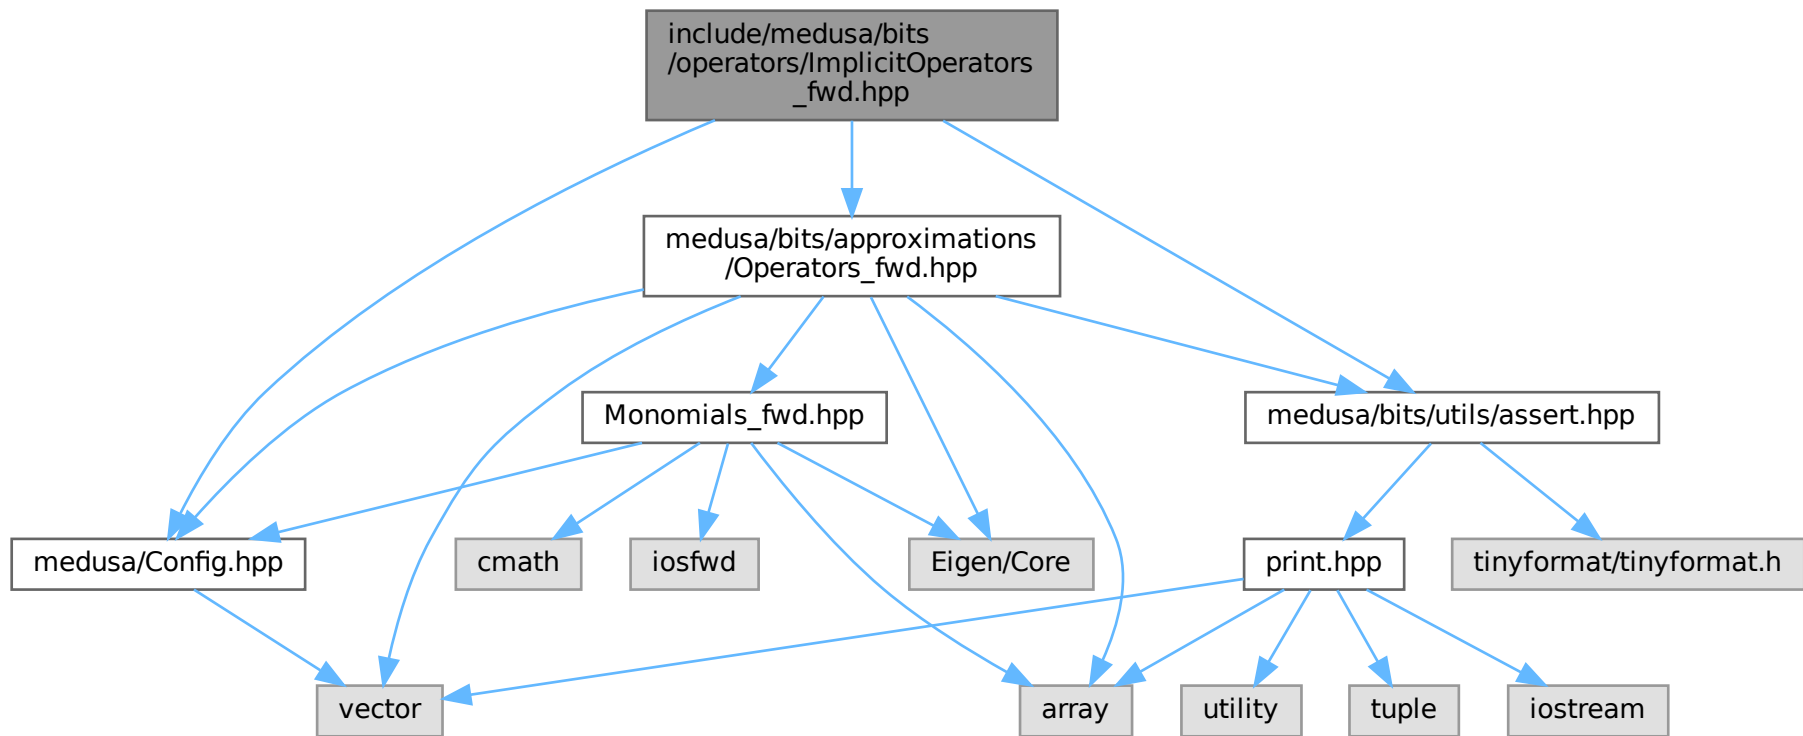 include/medusa/bits
/operators/ImplicitOperators
_fwd.hpp
medusa/bits/approximations
/Operators_fwd.hpp
Monomials_fwd.hpp
medusa/bits/utils/assert.hpp
medusa/Config.hpp
cmath
iosfwd
Eigen/Core
print.hpp
tinyformat/tinyformat.h
vector
array
utility
tuple
iostream